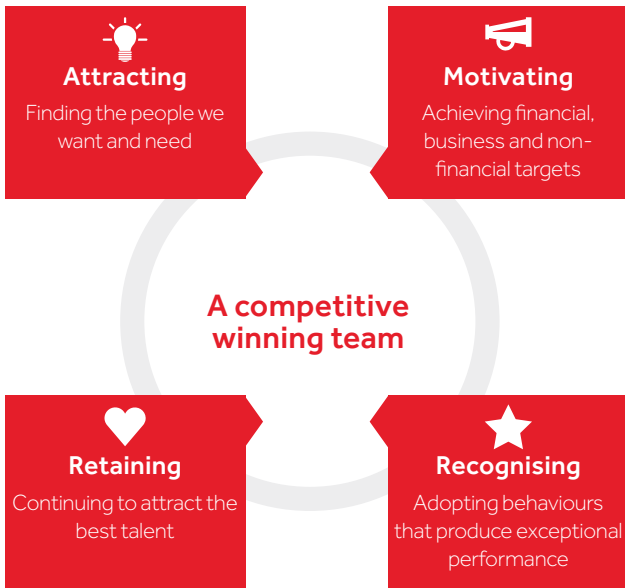 Attracting
Finding the people we
want and need
Motivating
Achieving financial,
business and non-
financial targets
A competitive
winning team
Retaining
Continuing to attract the
best talent
Recognising
Adopting behaviours
that produce exceptional
performance